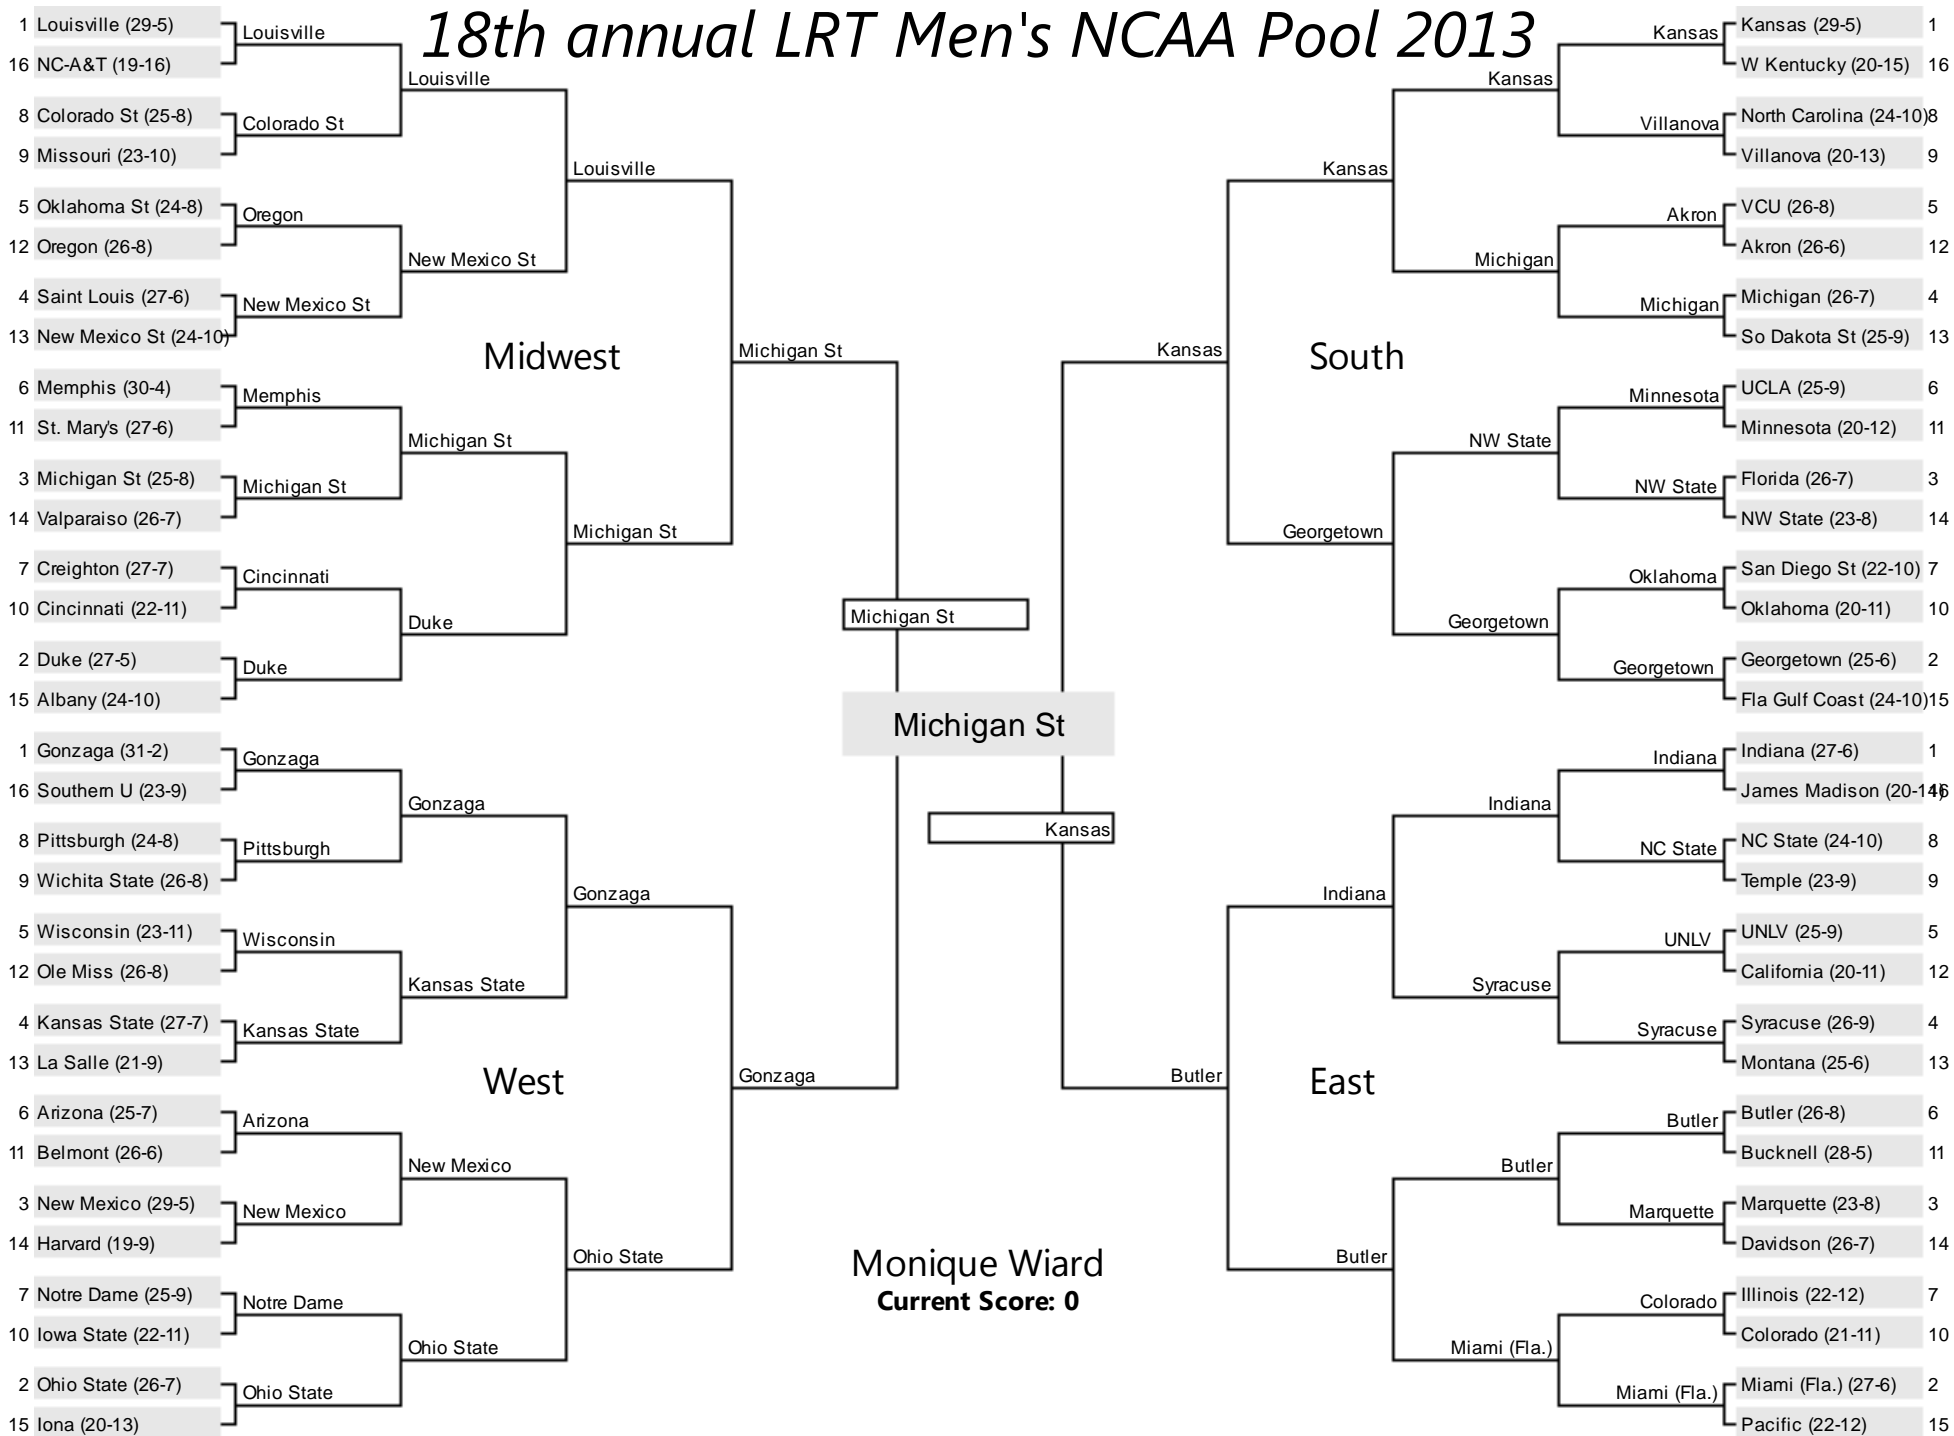 18th annual LRT Men's NCAA Pool 2013
1 Louisville (29-5)
16 NC-A&T (19-16)
8 Colorado St (25-8)
9 Missouri (23-10)
5 Oklahoma St (24-8)
12 Oregon (26-8)
4 Saint Louis (27-6)
13 New Mexico St (24-10)
6 Memphis (30-4)
11 St. Mary's (27-6)
3 Michigan St (25-8)
14 Valparaiso (26-7)
7 Creighton (27-7)
10 Cincinnati (22-11)
2 Duke (27-5)
15 Albany (24-10)
Louisville
Colorado St
Oregon
New Mexico St
Memphis
Michigan St
Cincinnati
Duke
Louisville
New Mexico St
Michigan St
Duke
Louisville
Michigan St
Michigan St
Midwest
1 Gonzaga (31-2)
16 Southern U (23-9)
8 Pittsburgh (24-8)
9 Wichita State (26-8)
5 Wisconsin (23-11)
12 Ole Miss (26-8)
4 Kansas State (27-7)
13 La Salle (21-9)
6 Arizona (25-7)
11 Belmont (26-6)
3 New Mexico (29-5)
14 Harvard (19-9)
7 Notre Dame (25-9)
10 Iowa State (22-11)
2 Ohio State (26-7)
15 Iona (20-13)
Gonzaga
Pittsburgh
Wisconsin
Kansas State
Arizona
New Mexico
Notre Dame
Ohio State
Gonzaga
Kansas State
New Mexico
Ohio State
Gonzaga
Ohio State
Gonzaga
West
Michigan St
Michigan St
Kansas
Monique Wiard
Current Score: 0
Kansas (29-5) 1
W Kentucky (20-15) 16
North Carolina (24-10) 8
Villanova (20-13) 9
VCU (26-8) 5
Akron (26-6) 12
Michigan (26-7) 4
So Dakota St (25-9) 13
UCLA (25-9) 6
Minnesota (20-12) 11
Florida (26-7) 3
NW State (23-8) 14
San Diego St (22-10) 7
Oklahoma (20-11) 10
Georgetown (25-6) 2
Fla Gulf Coast (24-10) 15
Kansas
Villanova
Akron
Michigan
Minnesota
NW State
Oklahoma
Georgetown
Kansas
Michigan
NW State
Georgetown
Kansas
Georgetown
Kansas
South
Indiana (27-6) 1
James Madison (20-14) 16
NC State (24-10) 8
Temple (23-9) 9
UNLV (25-9) 5
California (20-11) 12
Syracuse (26-9) 4
Montana (25-6) 13
Butler (26-8) 6
Bucknell (28-5) 11
Marquette (23-8) 3
Davidson (26-7) 14
Illinois (22-12) 7
Colorado (21-11) 10
Miami (Fla.) (27-6) 2
Pacific (22-12) 15
Indiana
NC State
UNLV
Syracuse
Butler
Marquette
Colorado
Miami (Fla.)
Indiana
Syracuse
Butler
Miami (Fla.)
Indiana
Butler
Butler
East